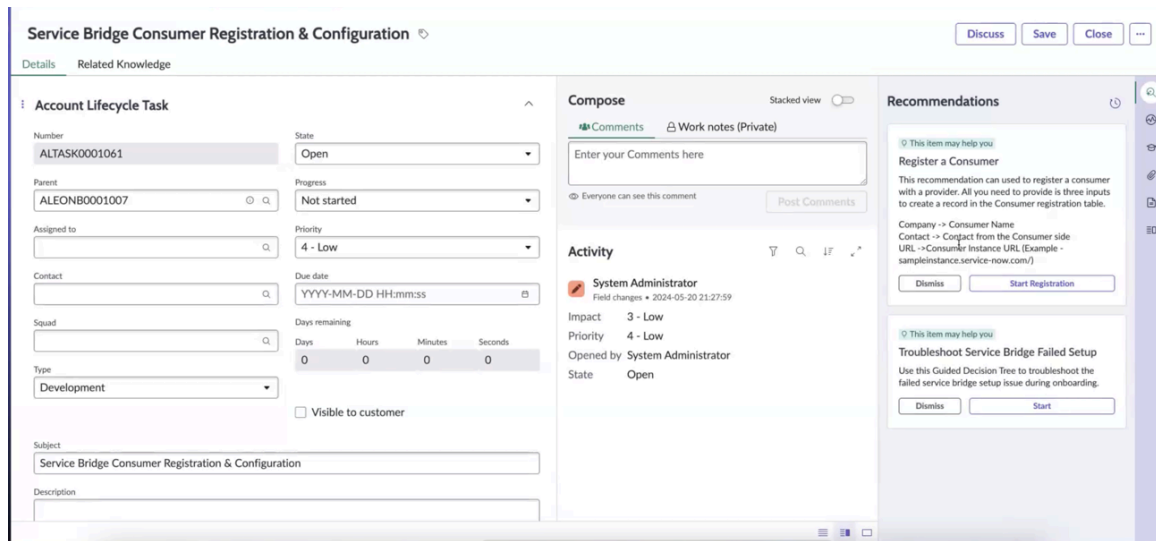 Service Bridge Consumer Registration & Configuration
Discuss
Save
Close
Details
Related Knowledge
Account Lifecycle Task
Number
ALTASK0001061
Parent
ALEONB0001007
Assigned to
Contact
Squad
Type
Development
State
Open
Progress
Not started
Priority
4 - Low
Due date
YYYY-MM-DD HH:mm:ss
Days remaining
Days Hours Minutes Seconds
0 0 0 0
Visible to customer
Subject
Service Bridge Consumer Registration & Configuration
Description
Compose
Stacked view
Comments
Work notes (Private)
Enter your Comments here
Everyone can see this comment
Post Comments
Activity
System Administrator
Field changes • 2024-05-20 21:27:59
Impact 3 - Low
Priority 4 - Low
Opened by System Administrator
State Open
Recommendations
This item may help you
Register a Consumer
This recommendation can used to register a consumer
with a provider. All you need to provide is three inputs
to create a record in the Consumer registration table.
Company -> Consumer Name
Contact -> Contact from the Consumer side
URL ->Consumer Instance URL (Example -
sampleinstance.service-now.com/)
Dismiss
Start Registration
This item may help you
Troubleshoot Service Bridge Failed Setup
Use this Guided Decision Tree to troubleshoot the
failed service bridge setup issue during onboarding.
Dismiss
Start